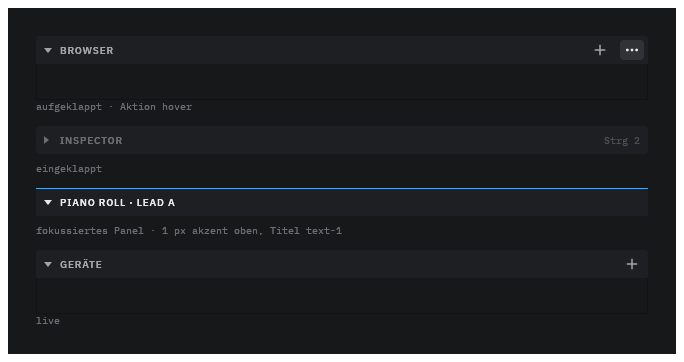 BROWSER
aufgeklappt · Aktion hover
INSPECTOR Strg 2
eingeklappt
PIANO ROLL · LEAD A
fokussiertes Panel · 1 px akzent oben, Titel text-1
GERÄTE
live